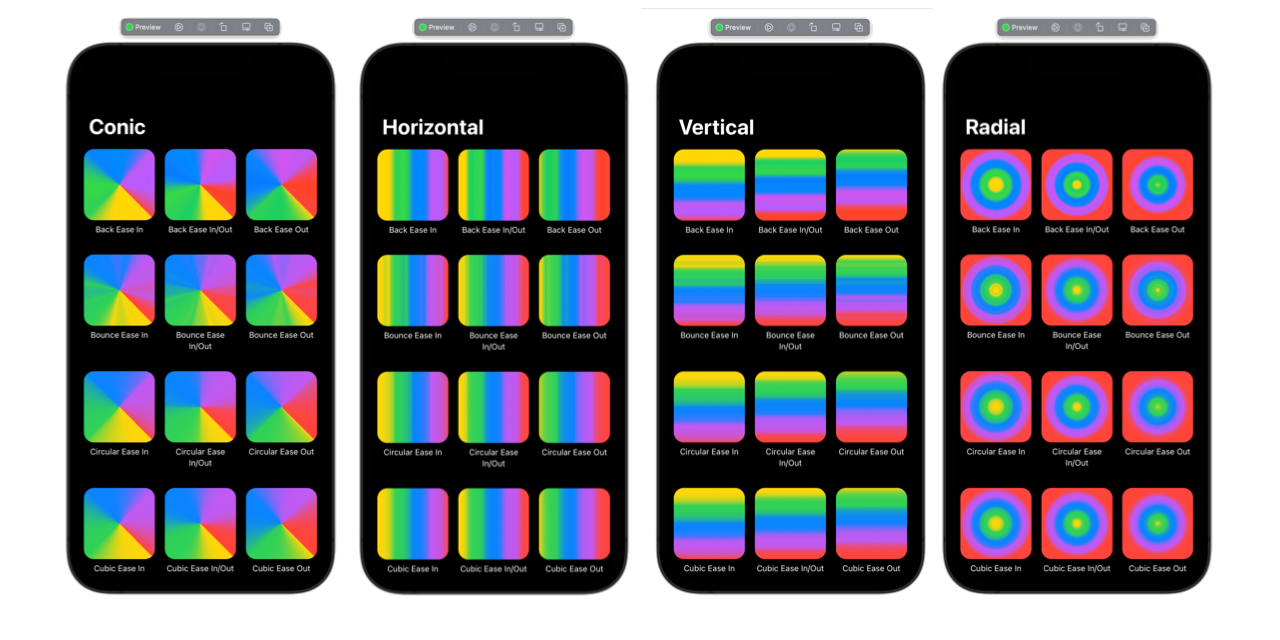 Preview
Preview
Preview
Preview
Conic
Back Ease In
Back Ease In/Out
Back Ease Out
Bounce Ease In
Bounce Ease
In/Out
Bounce Ease Out
Circular Ease In
Circular Ease
In/Out
Circular Ease Out
Cubic Ease In
Cubic Ease In/Out
Cubic Ease Out
Horizontal
Back Ease In
Back Ease In/Out
Back Ease Out
Bounce Ease In
Bounce Ease
In/Out
Bounce Ease Out
Circular Ease In
Circular Ease
In/Out
Circular Ease Out
Cubic Ease In
Cubic Ease In/Out
Cubic Ease Out
Vertical
Back Ease In
Back Ease In/Out
Back Ease Out
Bounce Ease In
Bounce Ease
In/Out
Bounce Ease Out
Circular Ease In
Circular Ease
In/Out
Circular Ease Out
Cubic Ease In
Cubic Ease In/Out
Cubic Ease Out
Radial
Back Ease In
Back Ease In/Out
Back Ease Out
Bounce Ease In
Bounce Ease
In/Out
Bounce Ease Out
Circular Ease In
Circular Ease
In/Out
Circular Ease Out
Cubic Ease In
Cubic Ease In/Out
Cubic Ease Out